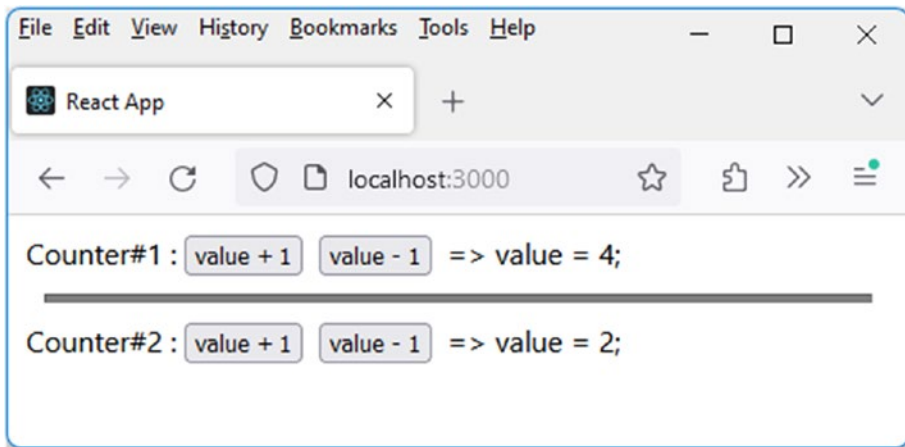 File Edit View History Bookmarks Tools Help
React App
localhost:3000
Counter#1 : value + 1 value - 1 => value = 4;
Counter#2 : value + 1 value - 1 => value = 2;